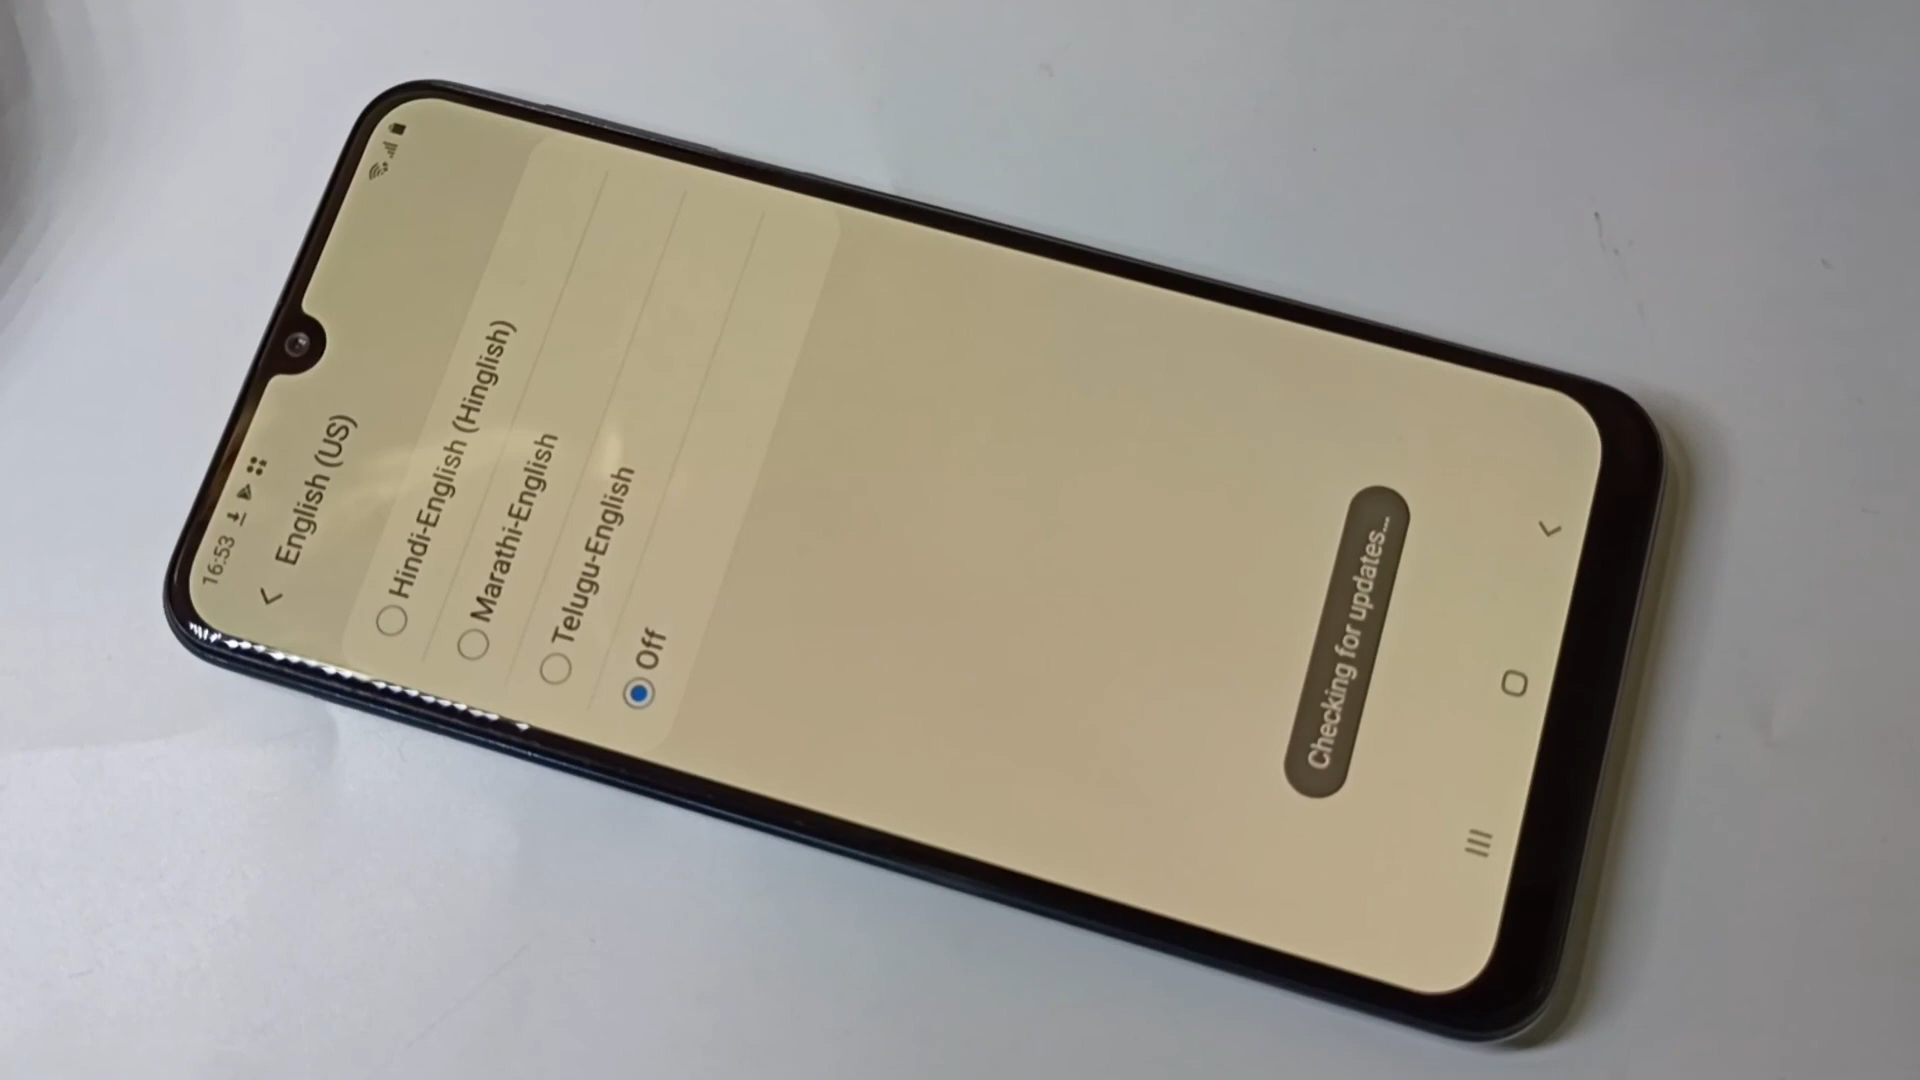 16:53
English (US)
Hindi-English (Hinglish)
Marathi-English
Telugu-English
Off
Checking for updates...